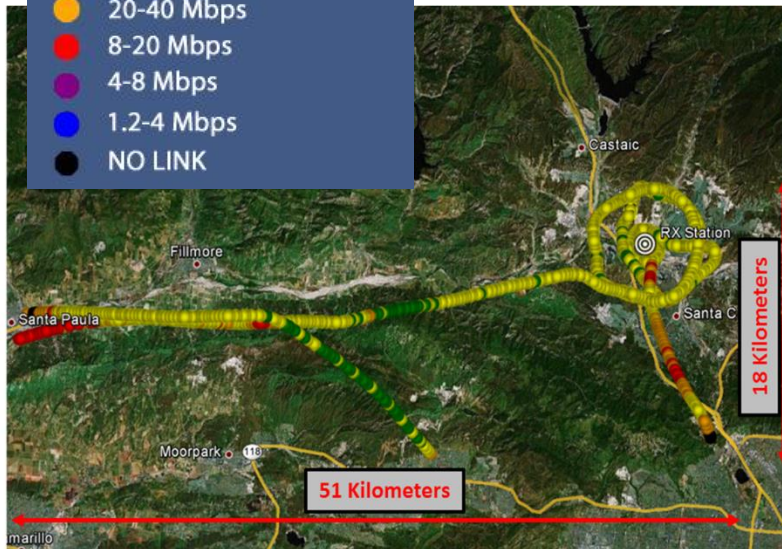 20-40 Mbps
8-20 Mbps
4-8 Mbps
1.2-4 Mbps
NO LINK
Castaic
RX Station
Fillmore
Santa Paula
Santa C
18 Kilometers
Moorpark
118
51 Kilometers
marillo